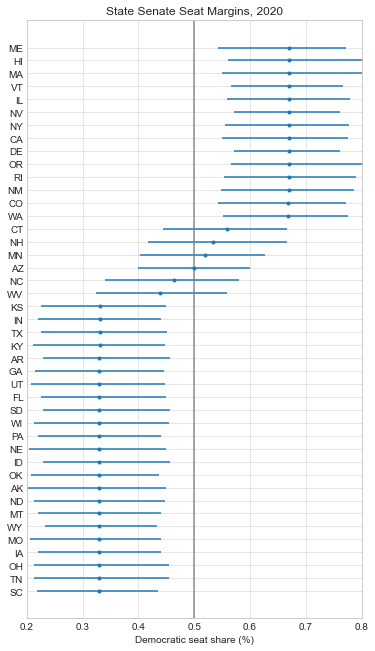 State Senate Seat Margins, 2020
ME
HI
MA
VT
IL
NV
NY
CA
DE
OR
RI
NM
CO
WA
CT
NH
MN
AZ
NC
WV
KS
IN
TX
KY
AR
GA
UT
FL
SD
WI
PA
NE
ID
OK
AK
ND
MT
WY
MO
IA
OH
TN
SC
0.2 0.3 0.4 0.5 0.6 0.7 0.8
Democratic seat share (%)